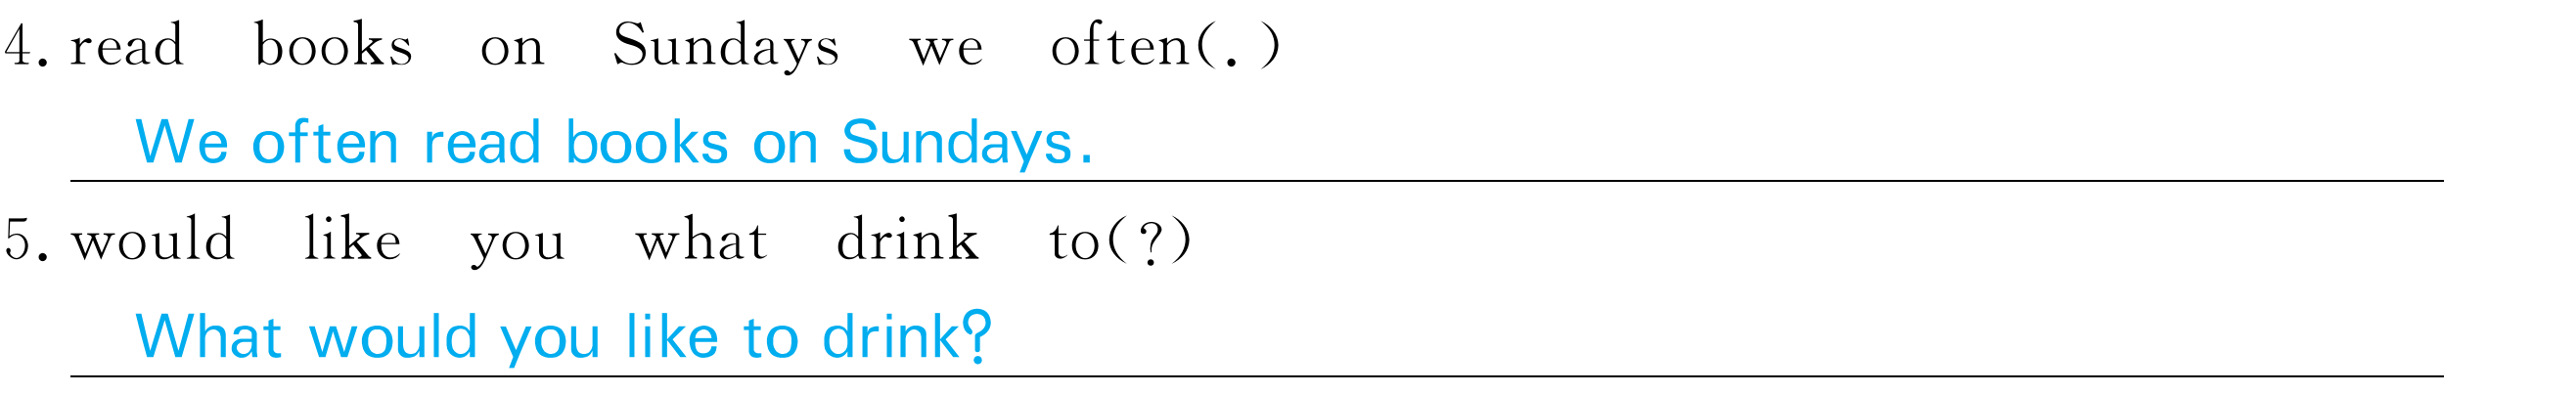 4. read books on Sundays we often(.)
We often read books on Sundays.
5. would like you what drink to(?)
What would you like to drink?